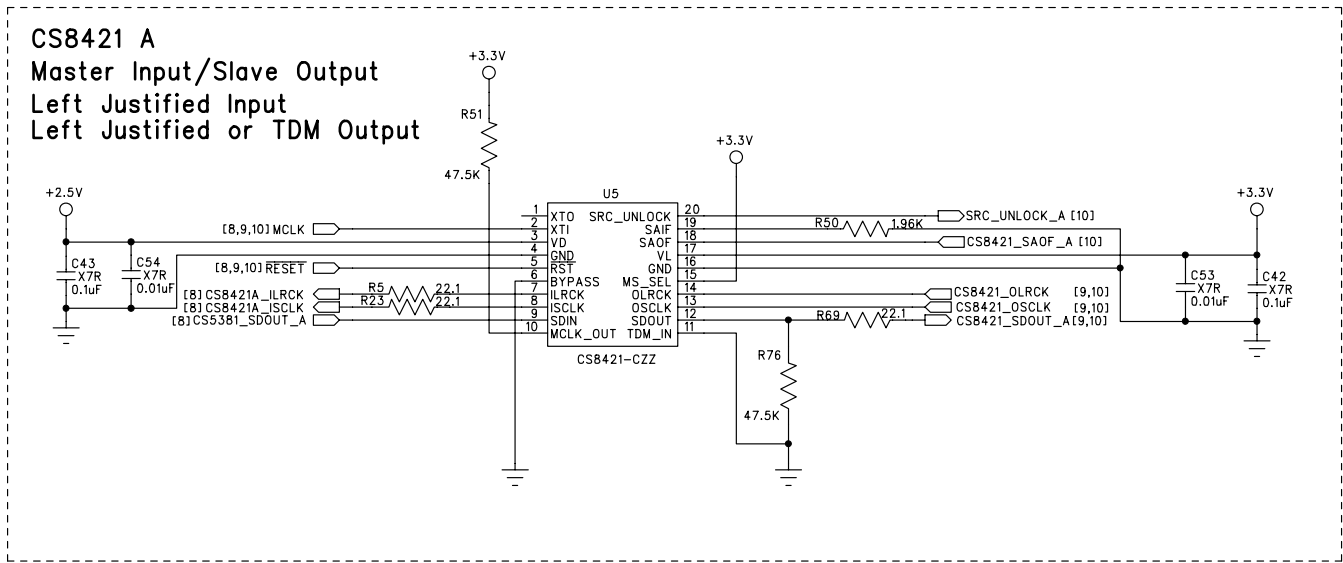 CS8421 A
Master Input/Slave Output
Left Justified Input
Left Justified or TDM Output
+3.3V
R51
47.5K
+3.3V
+2.5V
C43
X7R
0.1uF
C54
X7R
0.01uF
[8,9,10] MCLK
[8,9,10] RESET
[8] CS8421A_ILRCK
R5
22.1
[8] CS8421A_ISCLK
R23
22.1
[8] CS5381_SDOUT_A
U5
1 XTO
2 XTI
3 VD
4 GND
5 RST
6 BYPASS
7 ILRCK
8 ISCLK
9 SDIN
10 MCLK_OUT
SRC_UNLOCK 20
SAIF 19
SAOF 18
VL 17
GND 16
MS_SEL 15
OLRCK 14
OSCLK 13
SDOUT 12
TDM_IN 11
CS8421-CZZ
SRC_UNLOCK_A [10]
R50
1.96K
CS8421_SAOF_A [10]
CS8421_OLRCK [9,10]
CS8421_OSCLK [9,10]
R69
22.1
CS8421_SDOUT_A [9,10]
R76
47.5K
+3.3V
C53
X7R
0.01uF
C42
X7R
0.1uF